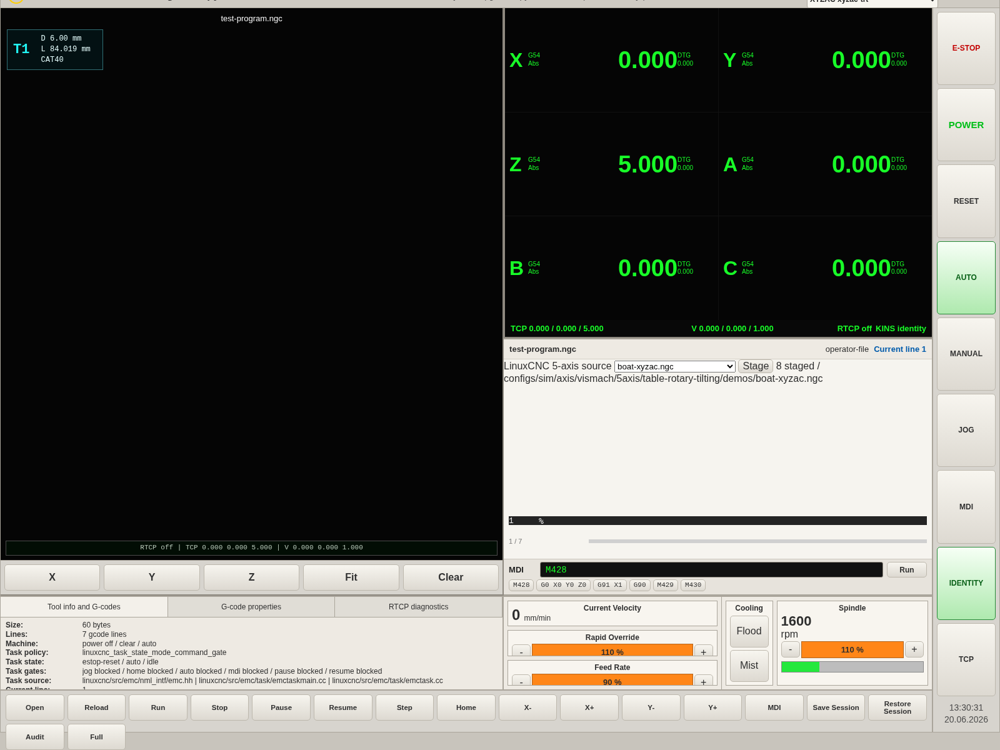 test-program.ngc
T1
D 6.00 mm
L 84.019 mm
CAT40
X G54 Abs 0.000 DTG 0.000
Y G54 Abs 0.000 DTG 0.000
Z G54 Abs 5.000 DTG 0.000
A G54 Abs 0.000 DTG 0.000
B G54 Abs 0.000 DTG 0.000
C G54 Abs 0.000 DTG 0.000
TCP 0.000 / 0.000 / 5.000 V 0.000 / 0.000 / 1.000 RTCP off KINS identity
test-program.ngc operator-file Current line 1
LinuxCNC 5-axis source boat-xyzac.ngc Stage 8 staged /
configs/sim/axis/vismach/5axis/table-rotary-tilting/demos/boat-xyzac.ngc
1 %
1 / 7
RTCP off | TCP 0.000 0.000 5.000 | V 0.000 0.000 1.000
X Y Z Fit Clear
MDI M428 Run
M428 G0 X0 Y0 Z0 G91 X1 G90 M429 M430
Tool info and G-codes G-code properties RTCP diagnostics
Size: 60 bytes
Lines: 7 gcode lines
Machine: power off / clear / auto
Task policy: linuxcnc_task_state_mode_command_gate
Task state: estop-reset / auto / idle
Task gates: jog blocked / home blocked / auto blocked / mdi blocked / pause blocked / resume blocked
Task source: linuxcnc/src/emc/nml_intf/emc.hh | linuxcnc/src/emc/task/emctaskmain.cc | linuxcnc/src/emc/task/emctask.cc
Current Velocity
0 mm/min
Rapid Override
- 110 % +
Feed Rate
- 90 % +
Cooling
Flood
Mist
Spindle
1600
rpm
- 110 % +
Open Reload Run Stop Pause Resume Step Home X- X+ Y- Y+ MDI Save Session Restore Session
Audit Full
E-STOP
POWER
RESET
AUTO
MANUAL
JOG
MDI
IDENTITY
TCP
13:30:31
20.06.2026